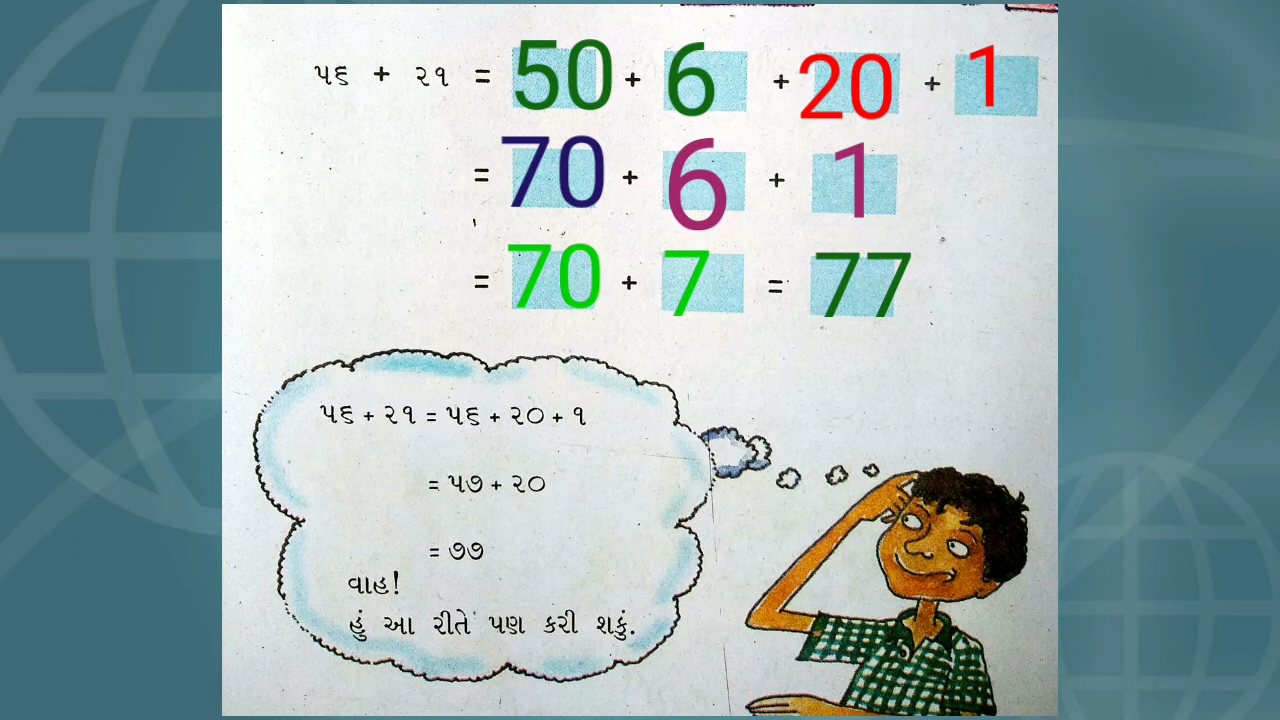 ૫૬ + ૨૧ = 50 + 6 + 20 + 1
= 70 + 6 + 1
= 70 + 7 = 77
૫૬ + ૨૧ = ૫૬ + ૨૦ + ૧
= ૫૭ + ૨૦
= ૭૭
વાહ!
હું આ રીતે પણ કરી શકું.